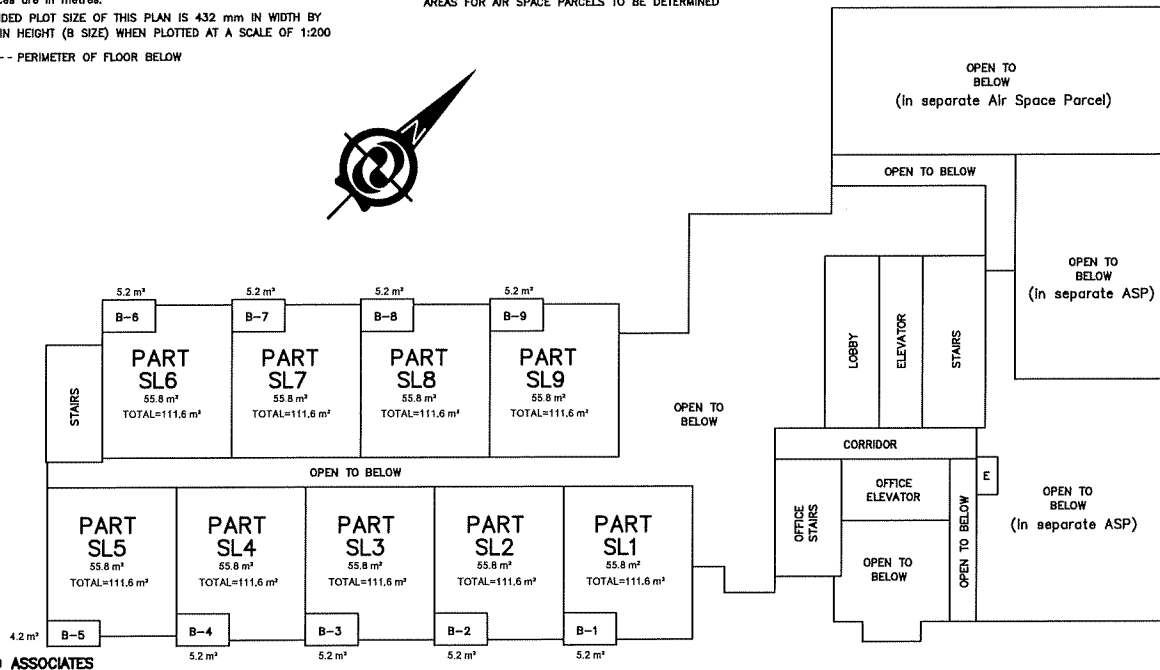 are in metres.
PLOT SIZE OF THIS PLAN IS 432 mm IN WIDTH BY
IN HEIGHT (B SIZE) WHEN PLOTTED AT A SCALE OF 1:200
-- PERIMETER OF FLOOR BELOW
AREAS FOR AIR SPACE PARCELS TO BE DETERMINED
N
OPEN TO
BELOW
(in separate Air Space Parcel)
OPEN TO BELOW
OPEN TO
BELOW
(in separate ASP)
LOBBY
ELEVATOR
STAIRS
5.2 m²
B-6
PART
SL6
55.8 m²
TOTAL=111.6 m²
5.2 m²
B-7
PART
SL7
55.8 m²
TOTAL=111.6 m²
5.2 m²
B-8
PART
SL8
55.8 m²
TOTAL=111.6 m²
5.2 m²
B-9
PART
SL9
55.8 m²
TOTAL=111.6 m²
STAIRS
OPEN TO
BELOW
OPEN TO BELOW
CORRIDOR
OFFICE
STAIRS
OFFICE
ELEVATOR
OPEN TO
BELOW
OPEN TO BELOW
E
OPEN TO
BELOW
(in separate ASP)
PART
SL5
55.8 m²
TOTAL=111.6 m²
4.2 m²
B-5
PART
SL4
55.8 m²
TOTAL=111.6 m²
B-4
5.2 m²
PART
SL3
55.8 m²
TOTAL=111.6 m²
B-3
5.2 m²
PART
SL2
55.8 m²
TOTAL=111.6 m²
B-2
5.2 m²
PART
SL1
55.8 m²
TOTAL=111.6 m²
B-1
5.2 m²
ASSOCIATES